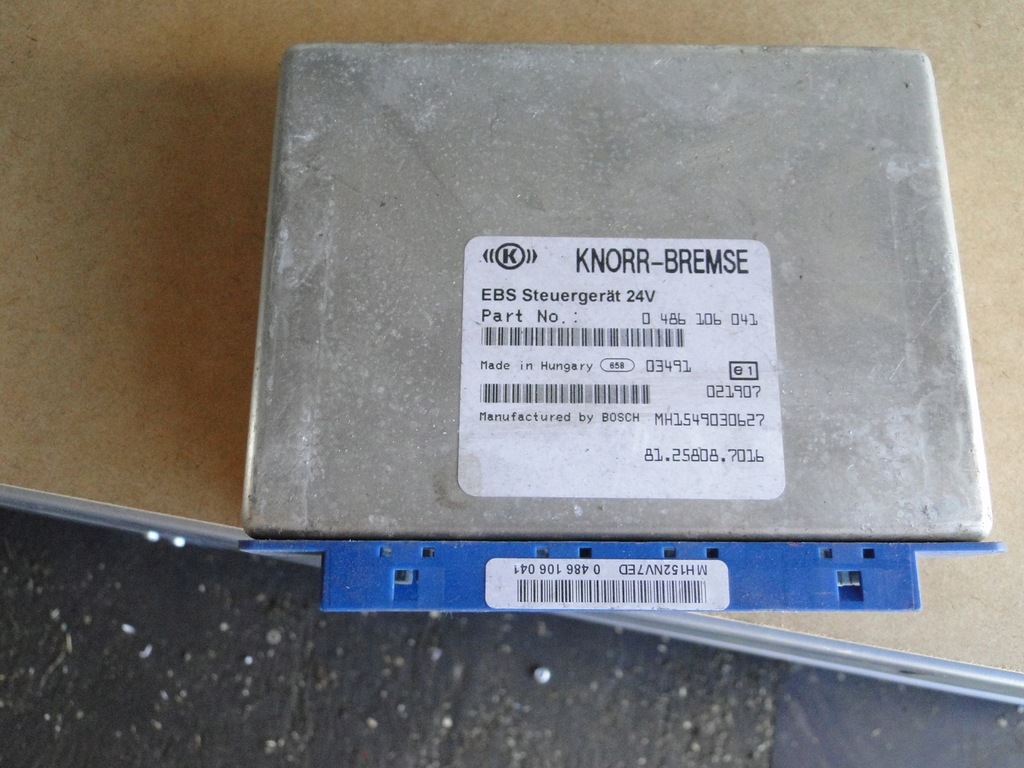 K KNORR-BREMSE
EBS Steuergerät 24V
Part No.: 0 486 106 041
Made in Hungary 658 03491 e1
021907
Manufactured by BOSCH MH1549030627
81.25808.7016
MH152NV7ED 0 486 106 041